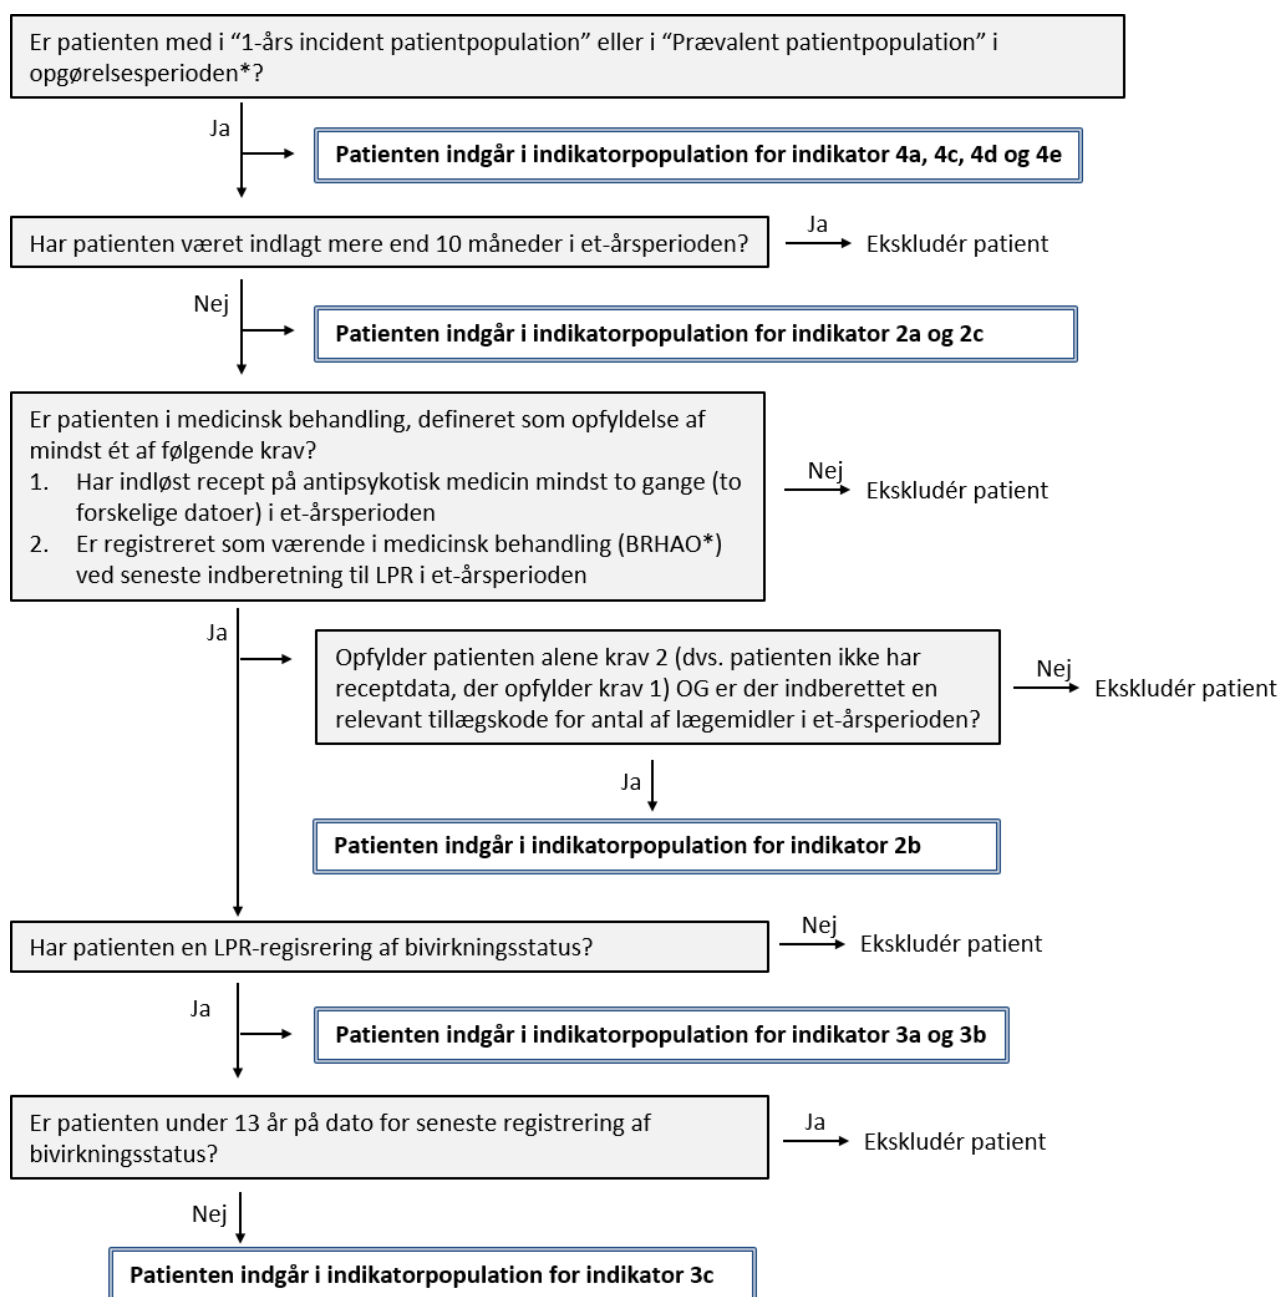 Er patienten med i “1-års incident patientpopulation” eller i “Prævalent patientpopulation” i
opgørelsesperioden*?
Ja
Patienten indgår i indikatorpopulation for indikator 4a, 4c, 4d og 4e
Har patienten været indlagt mere end 10 måneder i et-årsperioden?
Ja
Ekskludér patient
Nej
Patienten indgår i indikatorpopulation for indikator 2a og 2c
Er patienten i medicinsk behandling, defineret som opfyldelse af
mindst ét af følgende krav?
1. Har indløst recept på antipsykotisk medicin mindst to gange (to
forskelige datoer) i et-årsperioden
2. Er registreret som værende i medicinsk behandling (BRHAO*)
ved seneste indberetning til LPR i et-årsperioden
Nej
Ekskludér patient
Ja
Opfylder patienten alene krav 2 (dvs. patienten ikke har
receptdata, der opfylder krav 1) OG er der indberettet en
relevant tillægskode for antal af lægemidler i et-årsperioden?
Nej
Ekskludér patient
Ja
Patienten indgår i indikatorpopulation for indikator 2b
Har patienten en LPR-regisrering af bivirkningsstatus?
Nej
Ekskludér patient
Ja
Patienten indgår i indikatorpopulation for indikator 3a og 3b
Er patienten under 13 år på dato for seneste registrering af
bivirkningsstatus?
Ja
Ekskludér patient
Nej
Patienten indgår i indikatorpopulation for indikator 3c